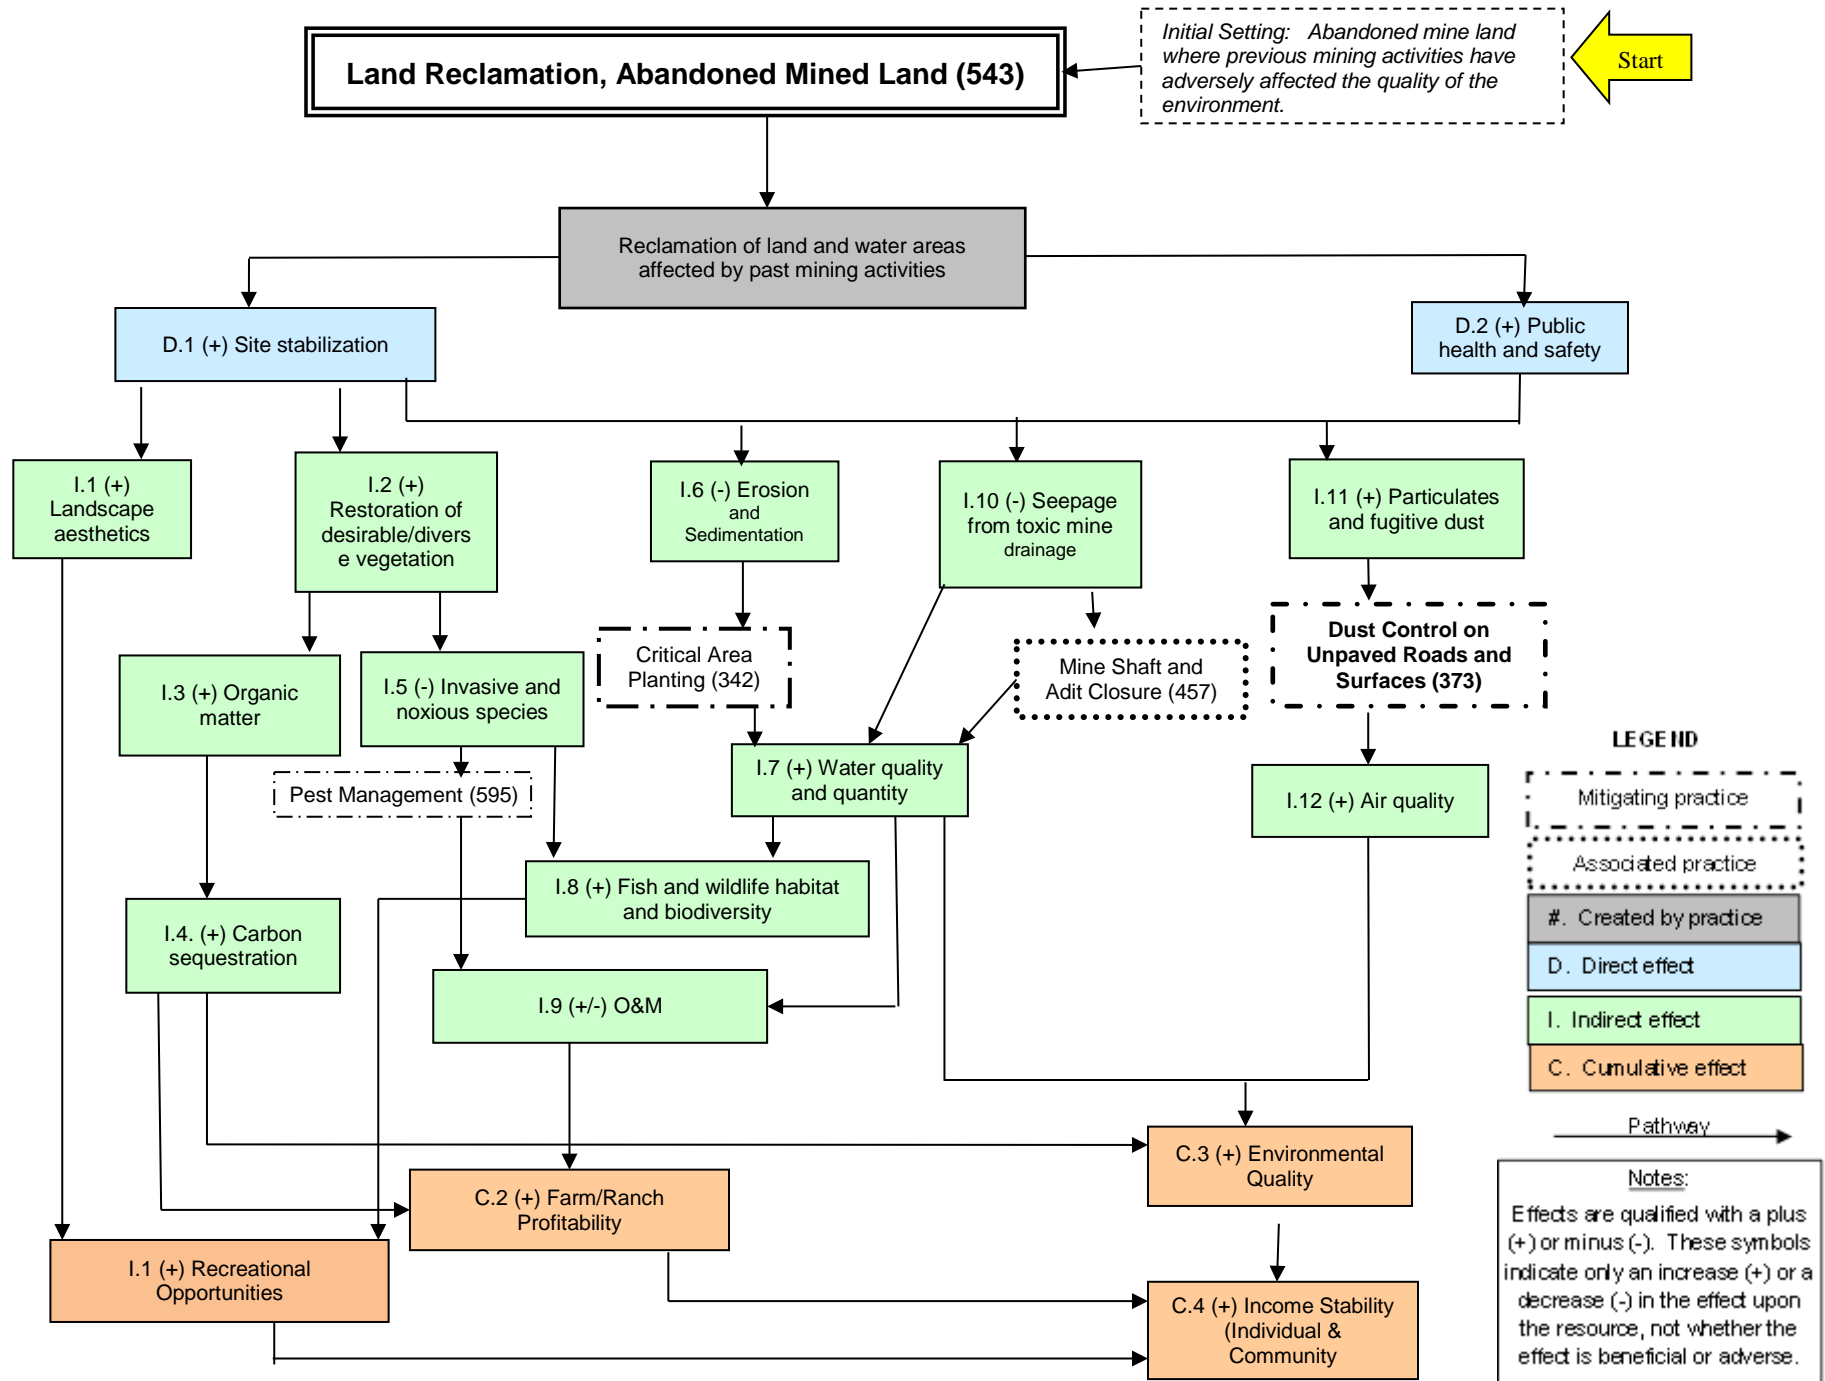 Initial Setting: Abandoned mine land
where previous mining activities have
adversely affected the quality of the
environment.
Start
Land Reclamation, Abandoned Mined Land (543)
Reclamation of land and water areas
affected by past mining activities
D.1 (+) Site stabilization
D.2 (+) Public
health and safety
I.1 (+)
Landscape
aesthetics
I.2 (+)
Restoration of
desirable/divers
e vegetation
I.6 (-) Erosion
and
Sedimentation
I.10 (-) Seepage
from toxic mine
drainage
I.11 (+) Particulates
and fugitive dust
I.3 (+) Organic
matter
I.5 (-) Invasive and
noxious species
Critical Area
Planting (342)
Mine Shaft and
Adit Closure (457)
Dust Control on
Unpaved Roads and
Surfaces (373)
Pest Management (595)
I.7 (+) Water quality
and quantity
I.12 (+) Air quality
I.8 (+) Fish and wildlife habitat
and biodiversity
I.4. (+) Carbon
sequestration
I.9 (+/-) O&M
C.3 (+) Environmental
Quality
C.2 (+) Farm/Ranch
Profitability
I.1 (+) Recreational
Opportunities
C.4 (+) Income Stability
(Individual &
Community
LEGEND
Mitigating practice
Associated practice
#. Created by practice
D. Direct effect
I. Indirect effect
C. Cumulative effect
Pathway
Notes:
Effects are qualified with a plus
(+) or minus (-). These symbols
indicate only an increase (+) or a
decrease (-) in the effect upon
the resource, not whether the
effect is beneficial or adverse.